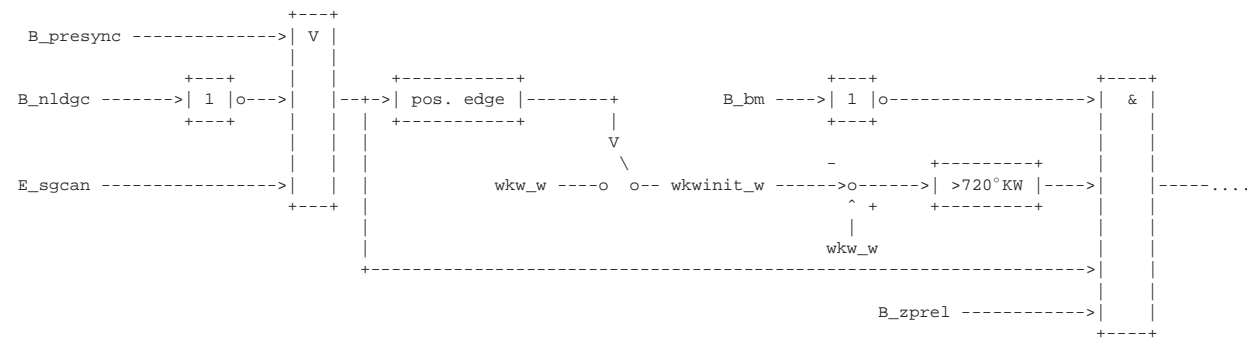 B_presync V
B_nldgc 1 pos. edge B_bm 1 &
V
E_sgcan wkw_w wkwinit_w - >720°KW ....
+
wkw_w
B_zprel